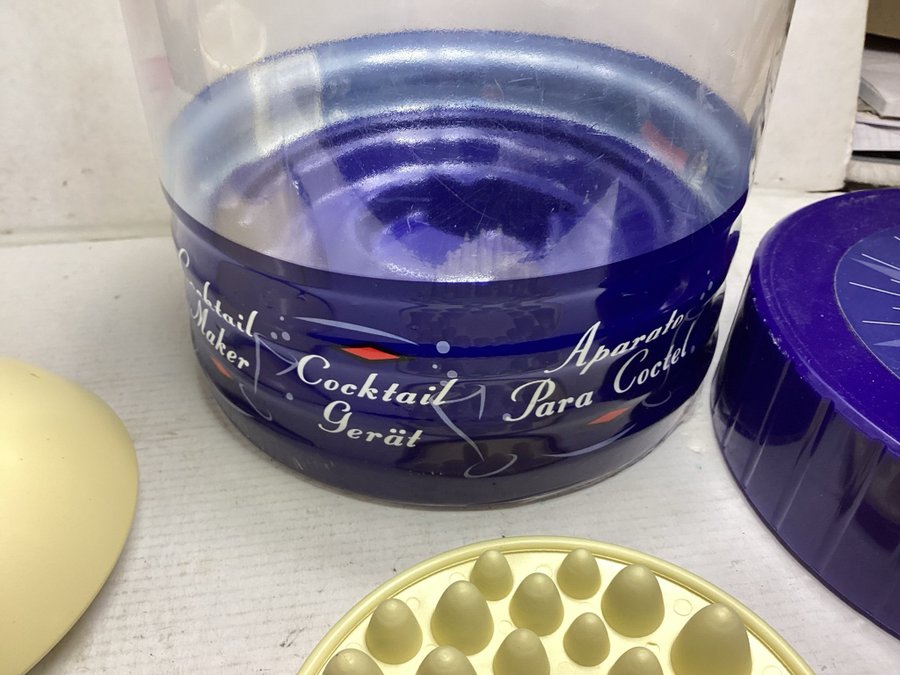 Cocktail
Maker
Cocktail
Gerät
Aparato
Para Coctel